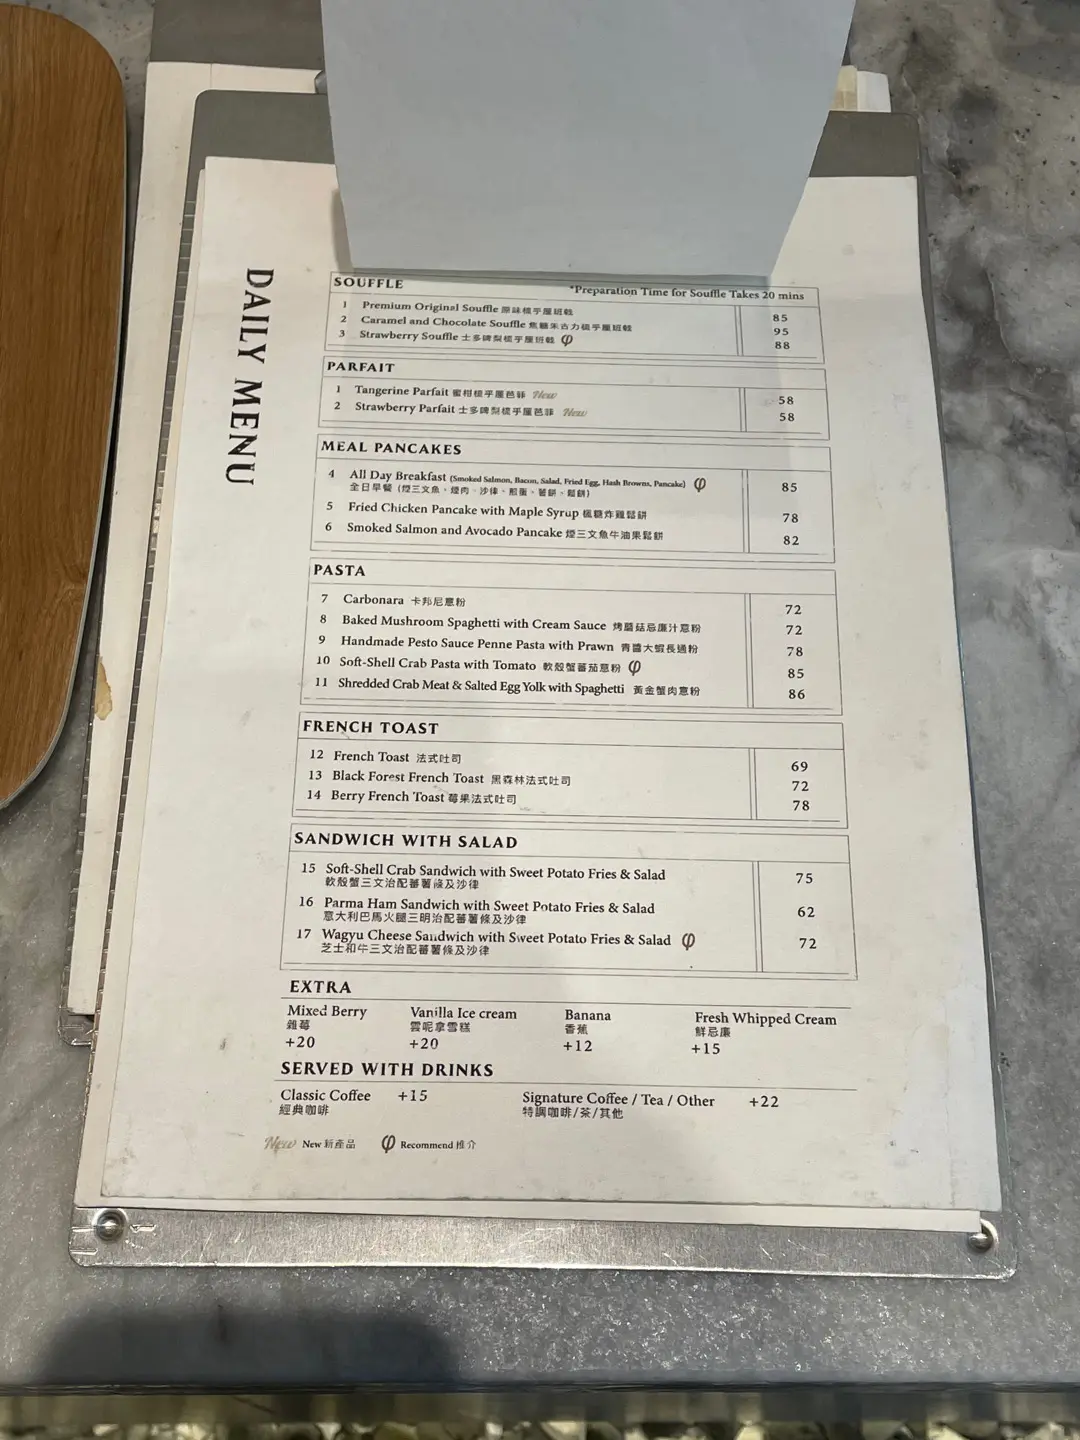 DAILY MENU
SOUFFLE
*Preparation Time for Souffle Takes 20 mins
1 Premium Original Souffle 原味梳乎厘班戟 85
2 Caramel and Chocolate Souffle 焦糖朱古力梳乎厘班戟 95
3 Strawberry Souffle 士多啤梨梳乎厘班戟 88
PARFAIT
1 Tangerine Parfait 蜜柑梳乎厘芭菲 New 58
2 Strawberry Parfait 士多啤梨梳乎厘芭菲 New 58
MEAL PANCAKES
4 All Day Breakfast (Smoked Salmon, Bacon, Salad, Fried Egg, Hash Browns, Pancake) 85
全日早餐 (煙三文魚、煙肉、沙律、煎蛋、薯餅、鬆餅)
5 Fried Chicken Pancake with Maple Syrup 楓糖炸雞鬆餅 78
6 Smoked Salmon and Avocado Pancake 煙三文魚牛油果鬆餅 82
PASTA
7 Carbonara 卡邦尼意粉 72
8 Baked Mushroom Spaghetti with Cream Sauce 烤蘑菇忌廉汁意粉 72
9 Handmade Pesto Sauce Penne Pasta with Prawn 青醬大蝦長通粉 78
10 Soft-Shell Crab Pasta with Tomato 軟殼蟹蕃茄意粉 85
11 Shredded Crab Meat & Salted Egg Yolk with Spaghetti 黃金蟹肉意粉 86
FRENCH TOAST
12 French Toast 法式吐司 69
13 Black Forest French Toast 黑森林法式吐司 72
14 Berry French Toast 莓果法式吐司 78
SANDWICH WITH SALAD
15 Soft-Shell Crab Sandwich with Sweet Potato Fries & Salad 75
軟殼蟹三文治配蕃薯條及沙律
16 Parma Ham Sandwich with Sweet Potato Fries & Salad 62
意大利巴馬火腿三明治配蕃薯條及沙律
17 Wagyu Cheese Sandwich with Sweet Potato Fries & Salad 72
芝士和牛三文治配蕃薯條及沙律
EXTRA
Mixed Berry Vanilla Ice cream Banana Fresh Whipped Cream
雜莓 雲呢拿雪糕 香蕉 鮮忌廉
+20 +20 +12 +15
SERVED WITH DRINKS
Classic Coffee +15 Signature Coffee / Tea / Other +22
經典咖啡 特調咖啡/茶/其他
New New 新產品 Recommend 推介